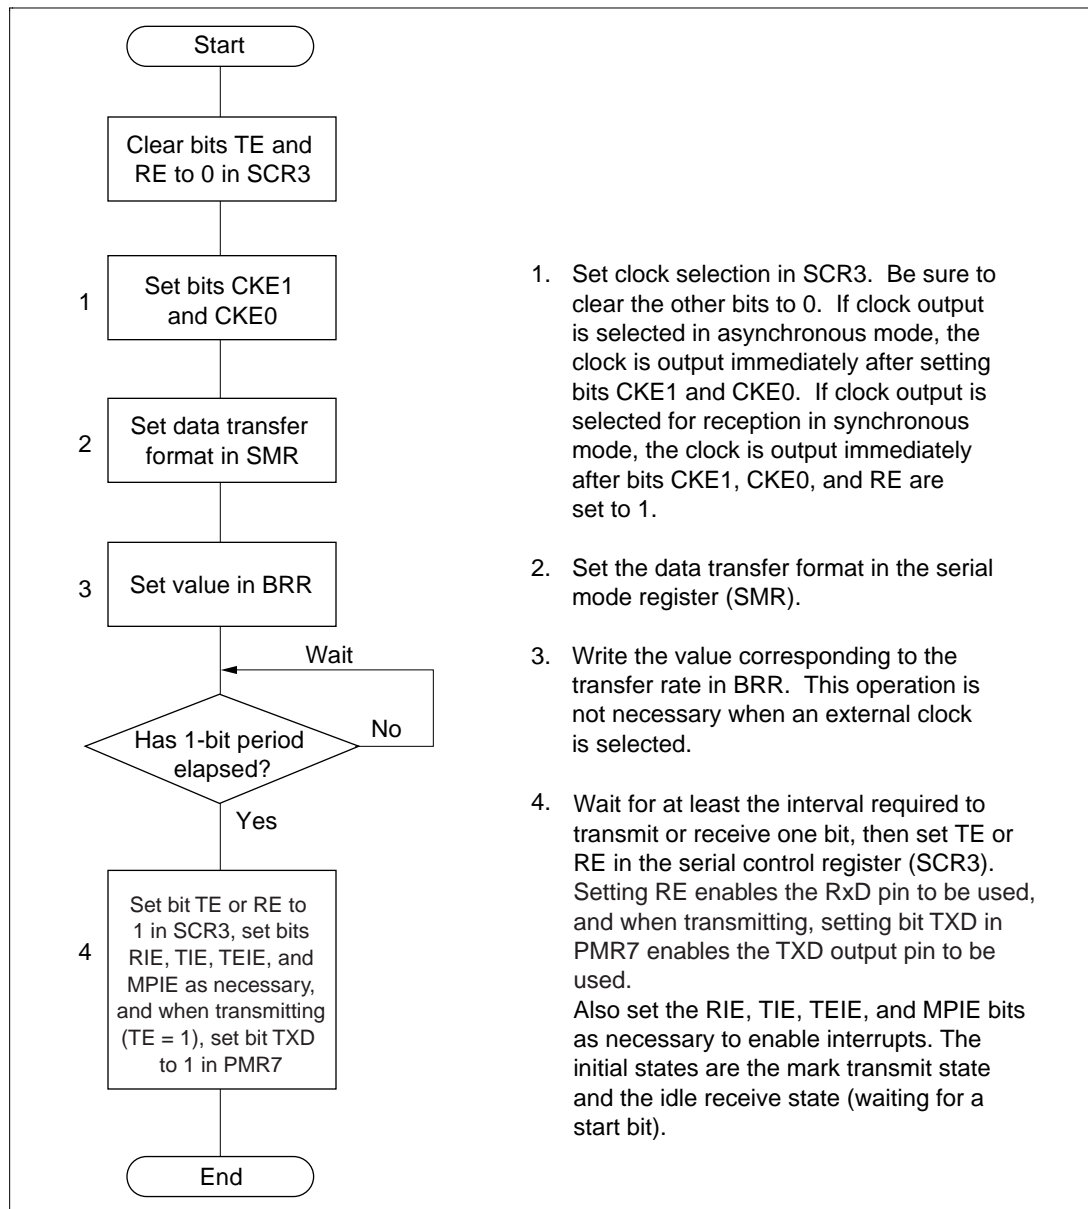 Start
Clear bits TE and
RE to 0 in SCR3
1
Set bits CKE1
and CKE0
2
Set data transfer
format in SMR
3
Set value in BRR
Wait
Has 1-bit period
elapsed?
No
Yes
4
Set bit TE or RE to
1 in SCR3, set bits
RIE, TIE, TEIE, and
MPIE as necessary,
and when transmitting
(TE = 1), set bit TXD
to 1 in PMR7
End
1. Set clock selection in SCR3. Be sure to
clear the other bits to 0. If clock output
is selected in asynchronous mode, the
clock is output immediately after setting
bits CKE1 and CKE0. If clock output is
selected for reception in synchronous
mode, the clock is output immediately
after bits CKE1, CKE0, and RE are
set to 1.
2. Set the data transfer format in the serial
mode register (SMR).
3. Write the value corresponding to the
transfer rate in BRR. This operation is
not necessary when an external clock
is selected.
4. Wait for at least the interval required to
transmit or receive one bit, then set TE or
RE in the serial control register (SCR3).
Setting RE enables the RxD pin to be used,
and when transmitting, setting bit TXD in
PMR7 enables the TXD output pin to be
used.
Also set the RIE, TIE, TEIE, and MPIE bits
as necessary to enable interrupts. The
initial states are the mark transmit state
and the idle receive state (waiting for a
start bit).